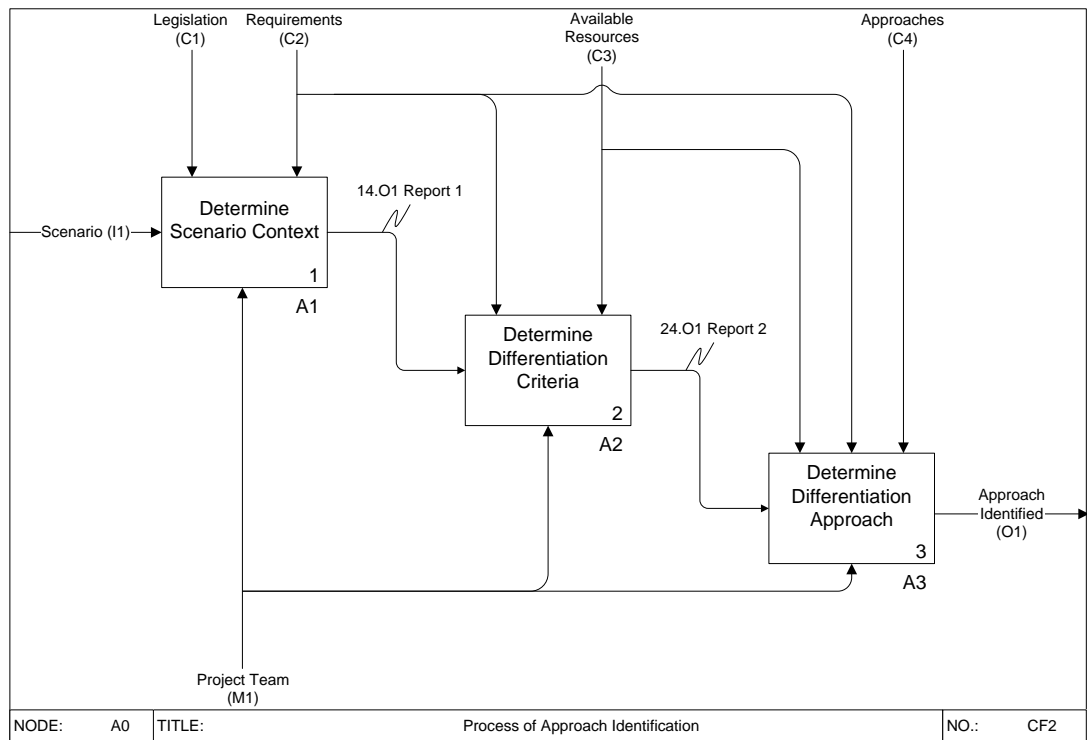 Legislation
(C1)
Requirements
(C2)
Available
Resources
(C3)
Approaches
(C4)
14.O1 Report 1
Determine
Scenario Context
1
A1
Scenario (I1)
24.O1 Report 2
Determine
Differentiation
Criteria
2
A2
Determine
Differentiation
Approach
3
A3
Approach
Identified
(O1)
Project Team
(M1)
NODE: A0 TITLE: Process of Approach Identification NO.: CF2